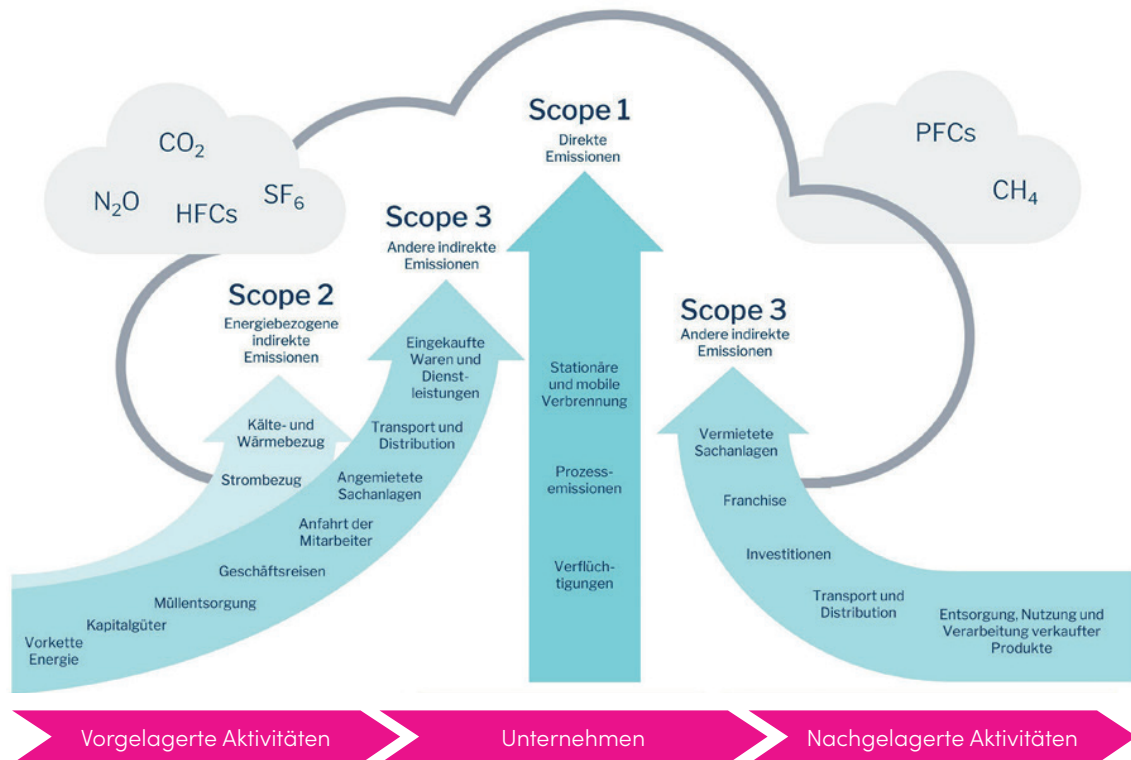 CO₂
N₂O
HFCs
SF₆
PFCs
CH₄
Scope 1
Direkte
Emissionen
Scope 3
Andere indirekte
Emissionen
Scope 2
Energiebezogene
indirekte
Emissionen
Scope 3
Andere indirekte
Emissionen
Kälte- und
Wärmebezug
Strombezug
Eingekaufte
Waren und
Dienst-
leistungen
Transport und
Distribution
Angemietete
Sachanlagen
Anfahrt der
Mitarbeiter
Geschäftsreisen
Müllentsorgung
Kapitalgüter
Vorkette
Energie
Stationäre
und mobile
Verbrennung
Prozess-
emissionen
Verflüch-
tigungen
Vermietete
Sachanlagen
Franchise
Investitionen
Transport und
Distribution
Entsorgung, Nutzung und
Verarbeitung verkaufter
Produkte
Vorgelagerte Aktivitäten
Unternehmen
Nachgelagerte Aktivitäten